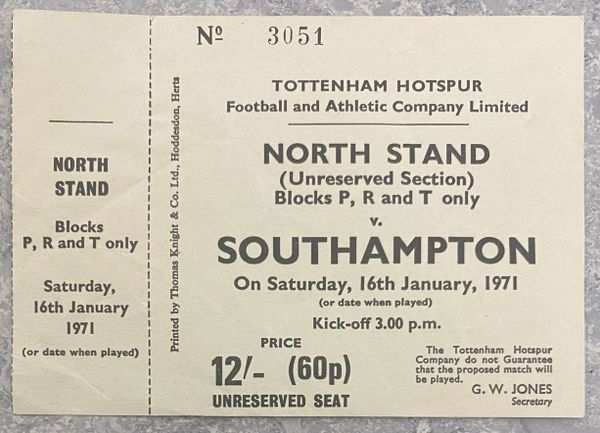 NORTH
STAND
Blocks
P, R and T only
Saturday,
16th January
1971
(or date when played)
Printed by Thomas Knight & Co. Ltd., Hoddesdon, Herts
Nº 3051
TOTTENHAM HOTSPUR
Football and Athletic Company Limited
NORTH STAND
(Unreserved Section)
Blocks P, R and T only
v.
SOUTHAMPTON
On Saturday, 16th January, 1971
(or date when played)
Kick-off 3.00 p.m.
PRICE
12/- (60p)
UNRESERVED SEAT
The Tottenham Hotspur
Company do not Guarantee
that the proposed match will
be played.
G. W. JONES
Secretary